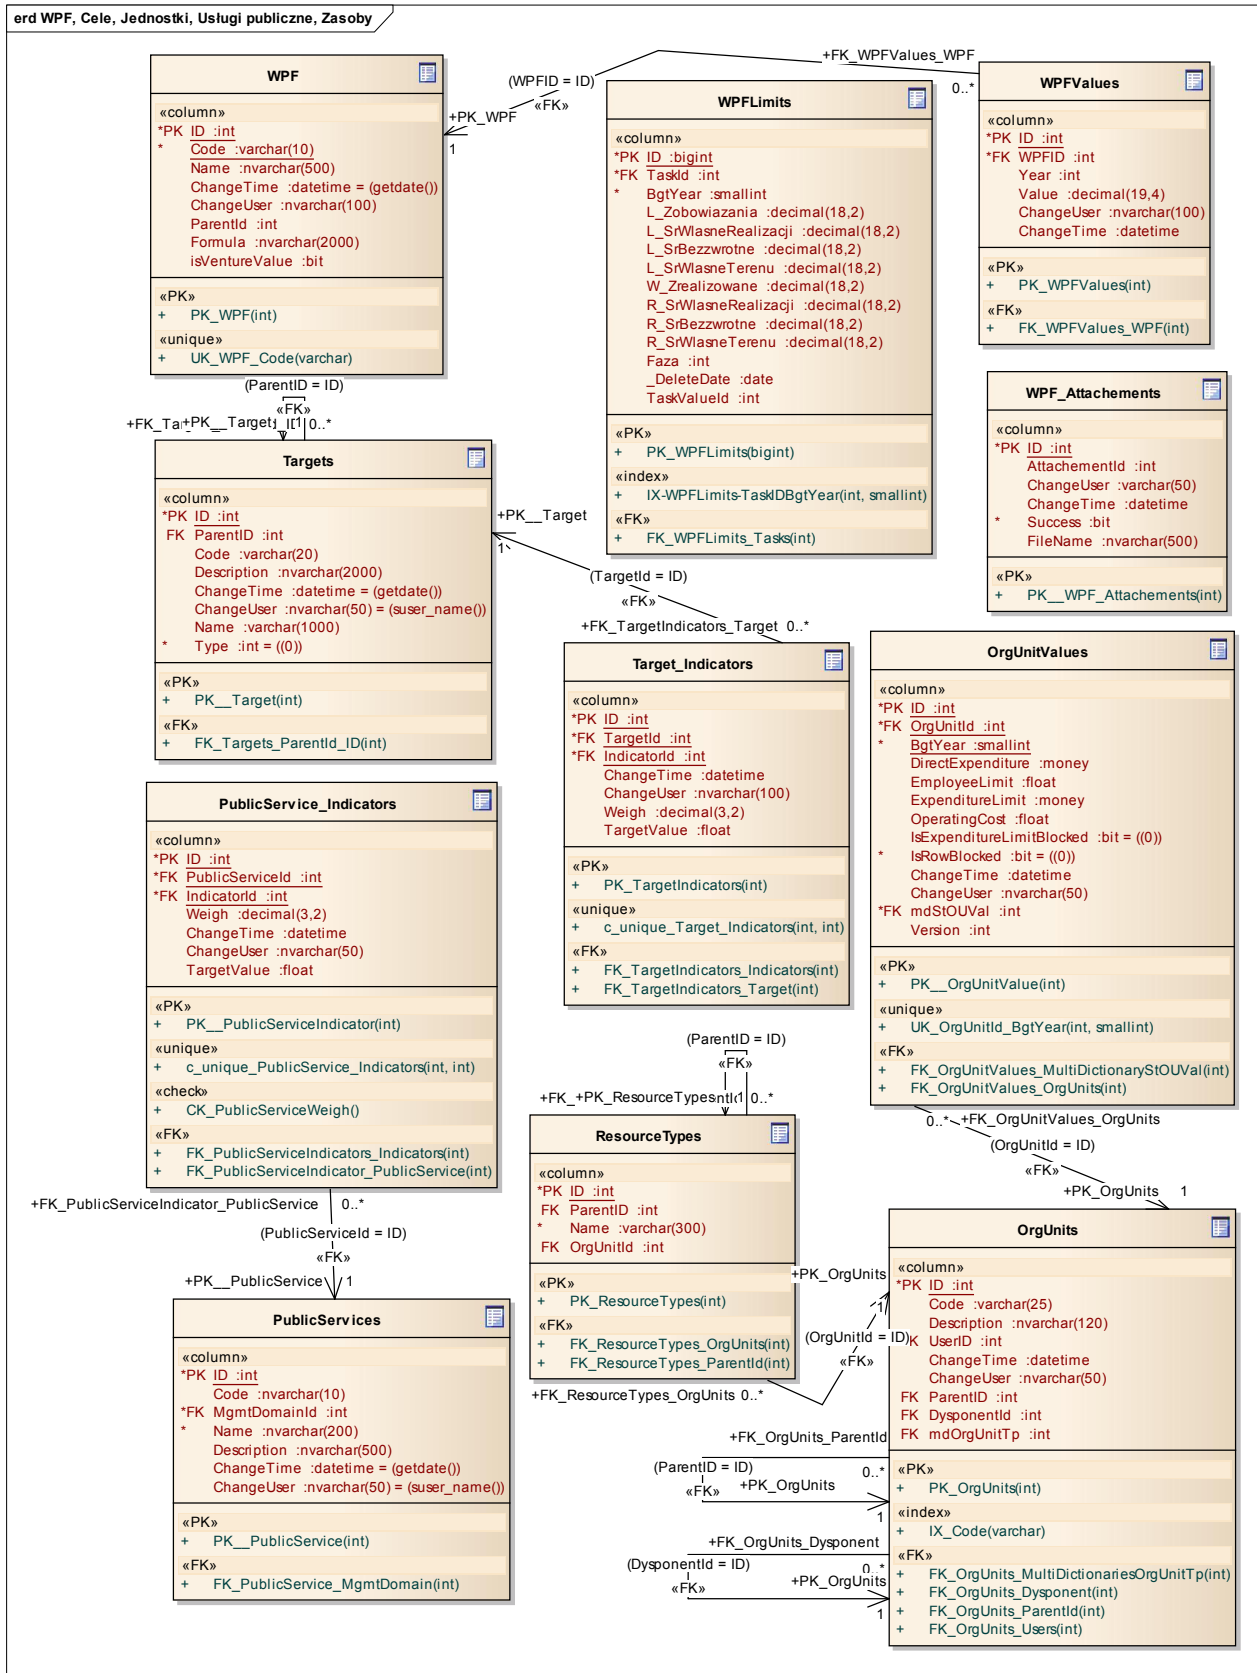 erd WPF, Cele, Jednostki, Usługi publiczne, Zasoby
WPF
«column»
*PK ID :int
* Code :varchar(10)
Name :nvarchar(500)
ChangeTime :datetime = (getdate())
ChangeUser :nvarchar(100)
ParentId :int
Formula :nvarchar(2000)
isVentureValue :bit
«PK»
+ PK_WPF(int)
«unique»
+ UK_WPF_Code(varchar)
+FK_WPFValues_WPF
0..*
(WPFID = ID)
«FK»
+PK_WPF
1
WPFLimits
«column»
*PK ID :bigint
*FK TaskId :int
* BgtYear :smallint
L_Zobowiazania :decimal(18,2)
L_SrWlasneRealizacji :decimal(18,2)
L_SrBezzwrotne :decimal(18,2)
L_SrWlasneTerenu :decimal(18,2)
W_Zrealizowane :decimal(18,2)
R_SrWlasneRealizacji :decimal(18,2)
R_SrBezzwrotne :decimal(18,2)
R_SrWlasneTerenu :decimal(18,2)
Faza :int
_DeleteDate :date
TaskValueId :int
«PK»
+ PK_WPFLimits(bigint)
«index»
+ IX-WPFLimits-TaskIDBgtYear(int, smallint)
«FK»
+ FK_WPFLimits_Tasks(int)
WPFValues
«column»
*PK ID :int
*FK WPFID :int
Year :int
Value :decimal(19,4)
ChangeUser :nvarchar(100)
ChangeTime :datetime
«PK»
+ PK_WPFValues(int)
«FK»
+ FK_WPFValues_WPF(int)
WPF_Attachements
«column»
*PK ID :int
AttachementId :int
ChangeUser :varchar(50)
ChangeTime :datetime
* Success :bit
FileName :nvarchar(500)
«PK»
+ PK__WPF_Attachements(int)
(ParentID = ID)
«FK»
+PK__Target
1
0..*
Targets
«column»
*PK ID :int
FK ParentID :int
Code :varchar(20)
Description :nvarchar(2000)
ChangeTime :datetime = (getdate())
ChangeUser :nvarchar(50) = (suser_name())
Name :varchar(1000)
* Type :int = ((0))
«PK»
+ PK__Target(int)
«FK»
+ FK_Targets_ParentId_ID(int)
+PK__Target
1
(TargetId = ID)
«FK»
+FK_TargetIndicators_Target 0..*
Target_Indicators
«column»
*PK ID :int
*FK TargetId :int
*FK IndicatorId :int
ChangeTime :datetime
ChangeUser :nvarchar(100)
Weigh :decimal(3,2)
TargetValue :float
«PK»
+ PK_TargetIndicators(int)
«unique»
+ c_unique_Target_Indicators(int, int)
«FK»
+ FK_TargetIndicators_Indicators(int)
+ FK_TargetIndicators_Target(int)
OrgUnitValues
«column»
*PK ID :int
*FK OrgUnitId :int
* BgtYear :smallint
DirectExpenditure :money
EmployeeLimit :float
ExpenditureLimit :money
OperatingCost :float
IsExpenditureLimitBlocked :bit = ((0))
* IsRowBlocked :bit = ((0))
ChangeTime :datetime
ChangeUser :nvarchar(50)
*FK mdStOUVal :int
Version :int
«PK»
+ PK__OrgUnitValue(int)
«unique»
+ UK_OrgUnitId_BgtYear(int, smallint)
«FK»
+ FK_OrgUnitValues_MultiDictionaryStOUVal(int)
+ FK_OrgUnitValues_OrgUnits(int)
PublicService_Indicators
«column»
*PK ID :int
*FK PublicServiceId :int
*FK IndicatorId :int
Weigh :decimal(3,2)
ChangeTime :datetime
ChangeUser :nvarchar(50)
TargetValue :float
«PK»
+ PK__PublicServiceIndicator(int)
«unique»
+ c_unique_PublicService_Indicators(int, int)
«check»
+ CK_PublicServiceWeigh()
«FK»
+ FK_PublicServiceIndicators_Indicators(int)
+ FK_PublicServiceIndicator_PublicService(int)
+FK_PublicServiceIndicator_PublicService 0..*
(PublicServiceId = ID)
«FK»
+PK__PublicService 1
PublicServices
«column»
*PK ID :int
Code :nvarchar(10)
*FK MgmtDomainId :int
* Name :nvarchar(200)
Description :nvarchar(500)
ChangeTime :datetime = (getdate())
ChangeUser :nvarchar(50) = (suser_name())
«PK»
+ PK__PublicService(int)
«FK»
+ FK_PublicService_MgmtDomain(int)
(ParentID = ID)
«FK»
+PK_ResourceTypes
1
0..*
ResourceTypes
«column»
*PK ID :int
FK ParentID :int
* Name :varchar(300)
FK OrgUnitId :int
«PK»
+ PK_ResourceTypes(int)
«FK»
+ FK_ResourceTypes_OrgUnits(int)
+ FK_ResourceTypes_ParentId(int)
+FK_ResourceTypes_OrgUnits 0..*
+PK_OrgUnits
1
(OrgUnitId = ID)
«FK»
0..* +FK_OrgUnitValues_OrgUnits
(OrgUnitId = ID)
«FK»
+PK_OrgUnits 1
OrgUnits
«column»
*PK ID :int
Code :varchar(25)
Description :nvarchar(120)
UserID :int
ChangeTime :datetime
ChangeUser :nvarchar(50)
FK ParentID :int
FK DysponentId :int
FK mdOrgUnitTp :int
«PK»
+ PK_OrgUnits(int)
«index»
+ IX_Code(varchar)
«FK»
+ FK_OrgUnits_MultiDictionariesOrgUnitTp(int)
+ FK_OrgUnits_Dysponent(int)
+ FK_OrgUnits_ParentId(int)
+ FK_OrgUnits_Users(int)
+FK_OrgUnits_ParentId
0..*
(ParentID = ID)
«FK»
+PK_OrgUnits
1
+FK_OrgUnits_Dysponent
0..*
(DysponentId = ID)
«FK»
+PK_OrgUnits
1